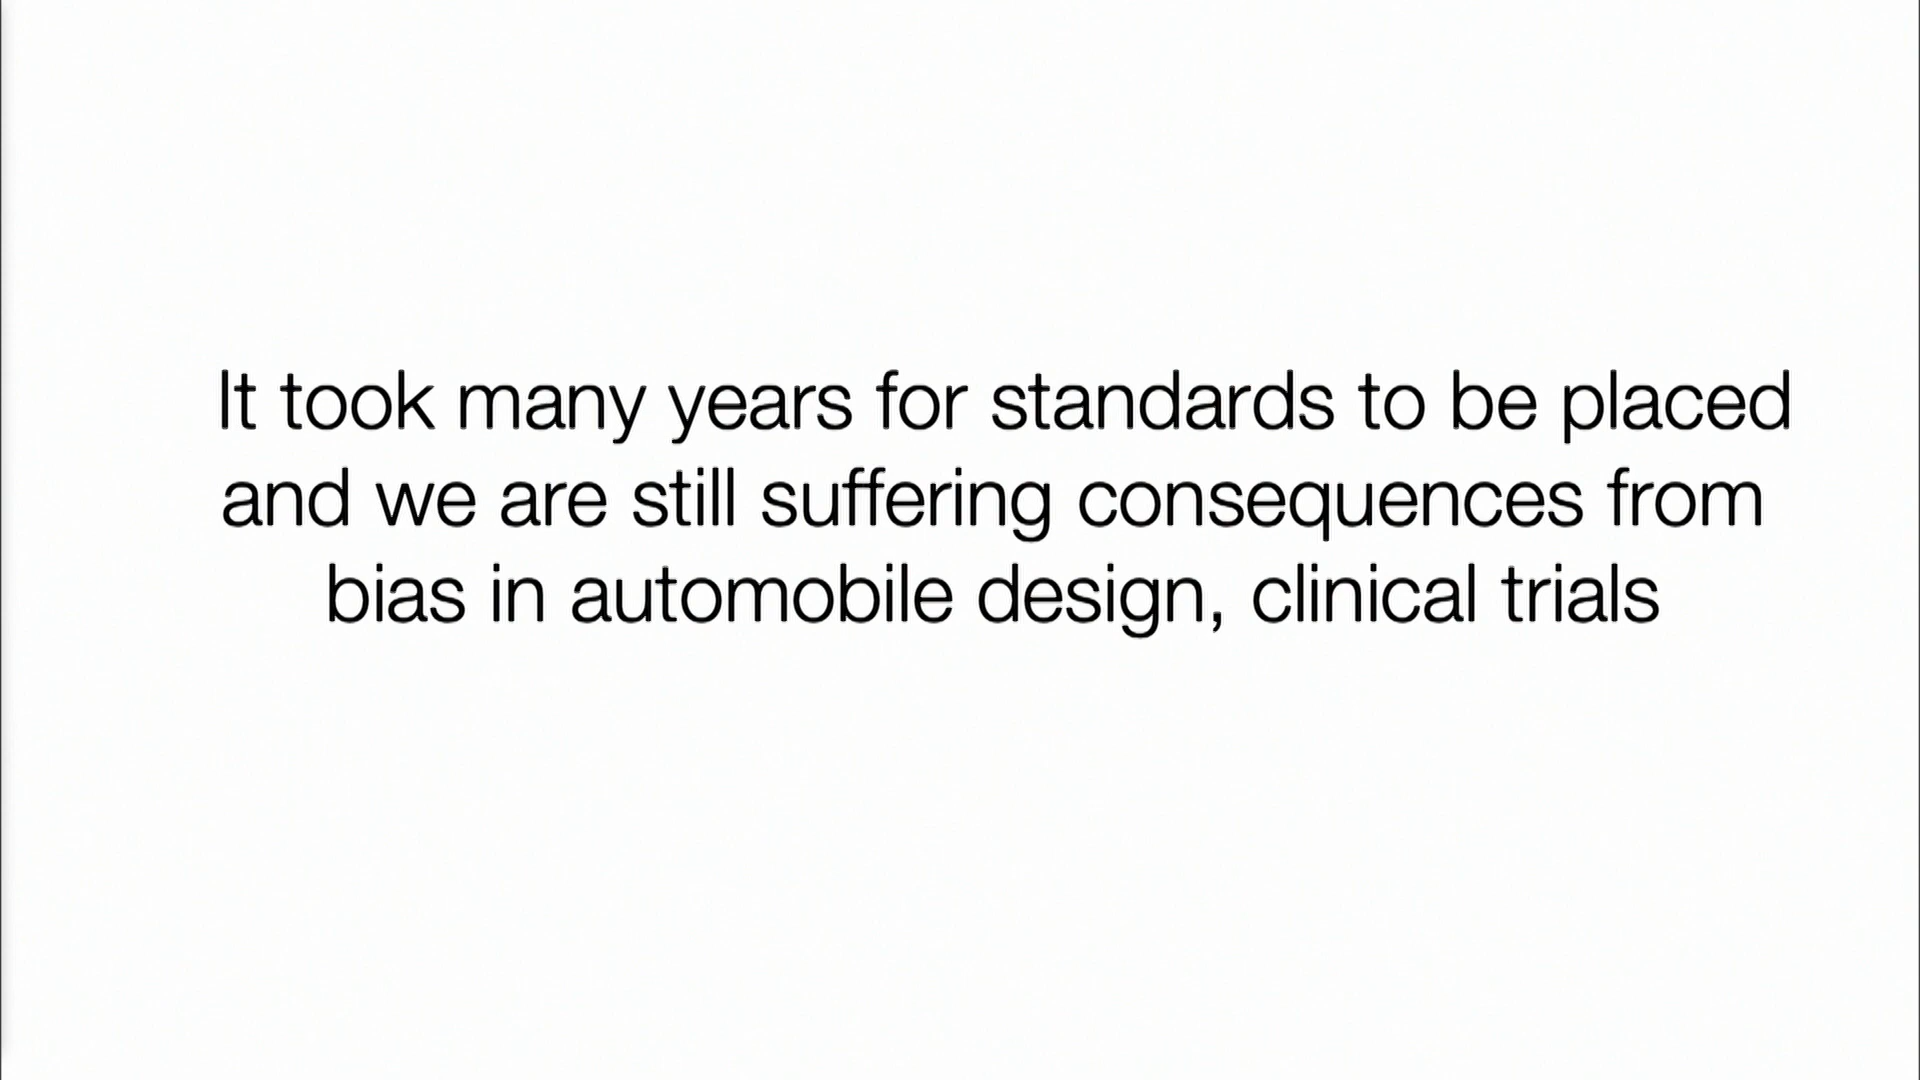 It took many years for standards to be placed
and we are still suffering consequences from
bias in automobile design, clinical trials